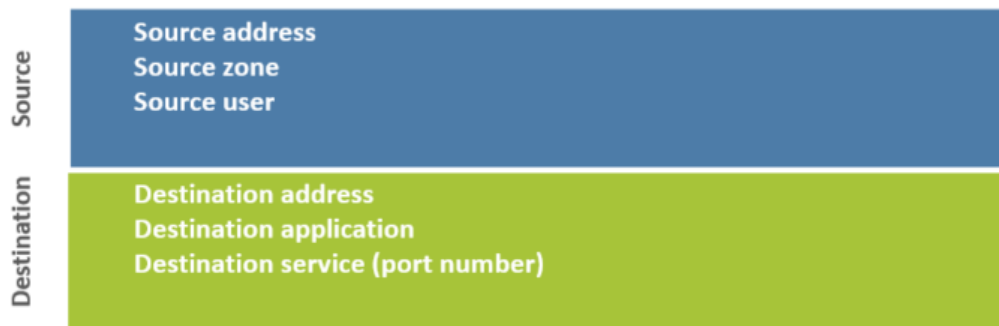 Source
Source address
Source zone
Source user
Destination
Destination address
Destination application
Destination service (port number)